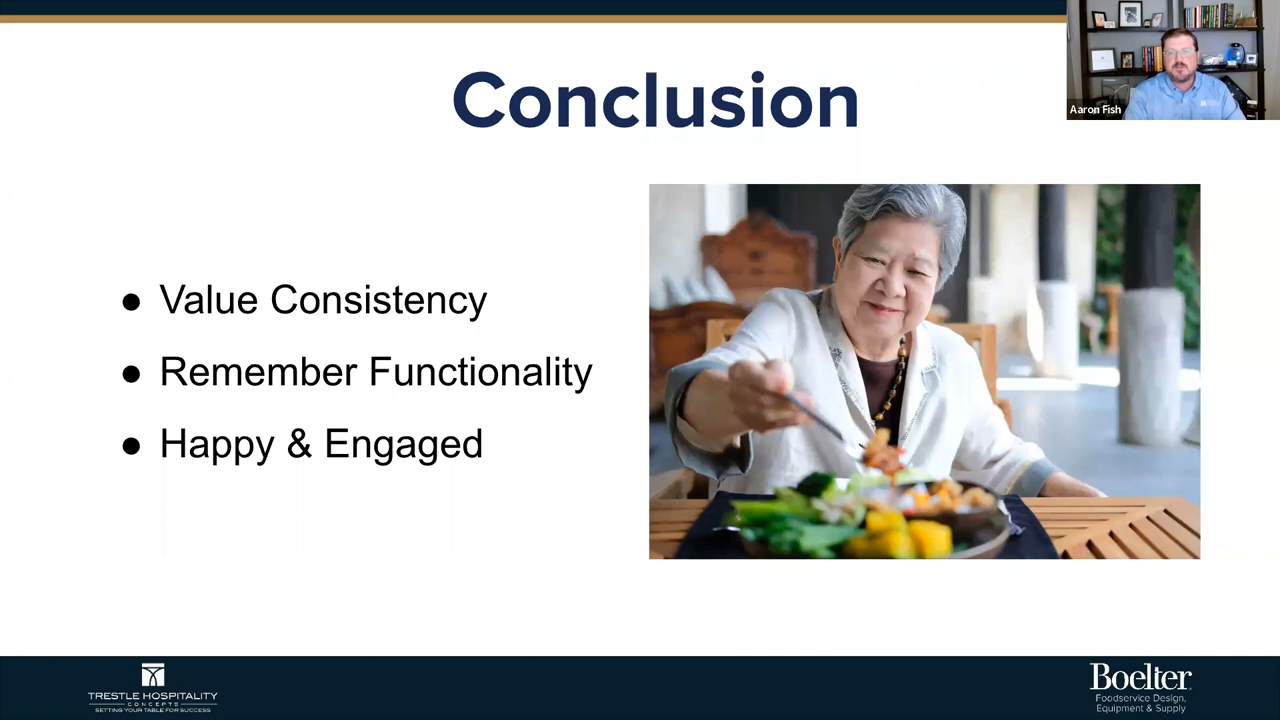 Conclusion
Aaron Fish
● Value Consistency
● Remember Functionality
● Happy & Engaged
TRESTLE HOSPITALITY
CONCEPTS
SETTING YOUR TABLE FOR SUCCESS
Boelter
Foodservice Design,
Equipment & Supply